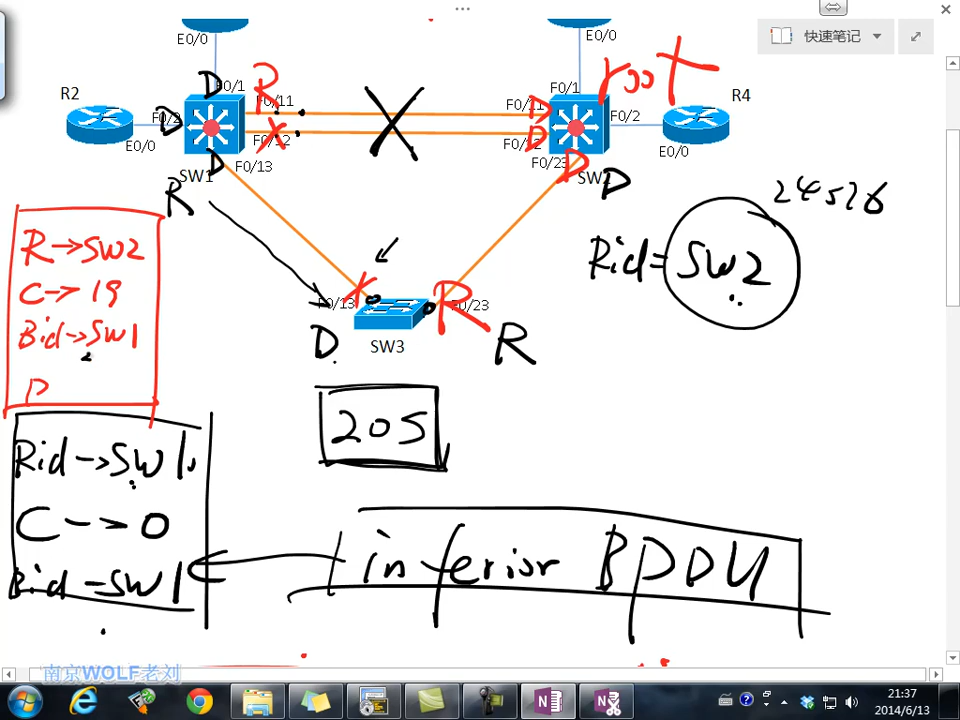 快速笔记
E0/0
E0/0
R2
D
F0/1
R
F0/11
F0/11
D
F0/1
root
R4
D
F0/2
E0/0
X
F0/12
X
F0/12
D
F0/2
E0/0
SW1
D
F0/13
F0/23
D
SW2
D
R
24576
Rid=SW2
R→SW2
C→19
Bid→SW1
P
F0/13
X
R
F0/23
D
SW3
R
20S
Rid→SW1
C→0
Bid=SW1
inferior BPDU
南京WOLF老刘
21:37
2014/6/13